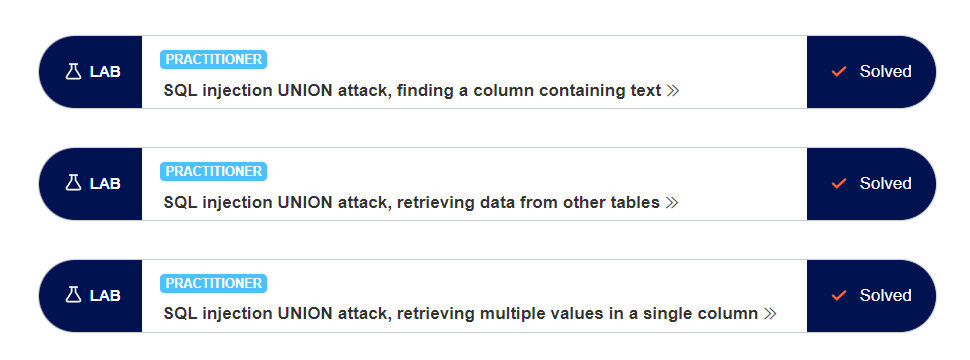 PRACTITIONER
LAB
Solved
SQL injection UNION attack, finding a column containing text
PRACTITIONER
LAB
Solved
SQL injection UNION attack, retrieving data from other tables
PRACTITIONER
LAB
Solved
SQL injection UNION attack, retrieving multiple values in a single column